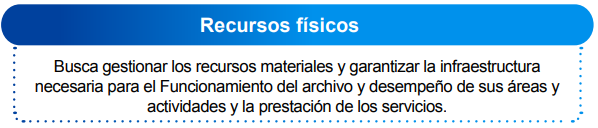 Recursos físicos
Busca gestionar los recursos materiales y garantizar la infraestructura
necesaria para el Funcionamiento del archivo y desempeño de sus áreas y
actividades y la prestación de los servicios.